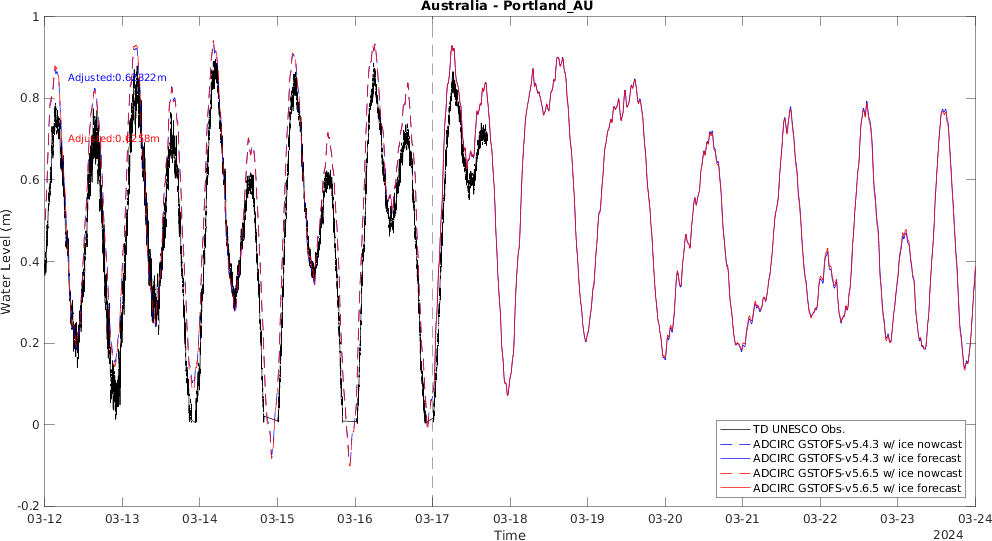 Australia - Portland_AU
1
0.8
0.6
0.4
0.2
0
-0.2
Water Level (m)
Adjusted:
Adjusted:
TD UNESCO Obs.
ADCIRC GSTOFS-v5.4.3 w/ ice nowcast
ADCIRC GSTOFS-v5.4.3 w/ ice forecast
ADCIRC GSTOFS-v5.6.5 w/ ice nowcast
ADCIRC GSTOFS-v5.6.5 w/ ice forecast
03-12 03-13 03-14 03-15 03-16 03-17 03-18 03-19 03-20 03-21 03-22 03-23 03-24
Time
2024